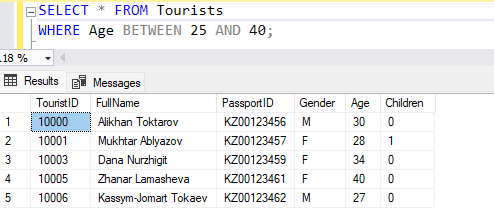 SELECT * FROM Tourists
WHERE Age BETWEEN 25 AND 40;
118 %
Results Messages
TouristID FullName PassportID Gender Age Children
1 10000 Alikhan Toktarov KZ00123456 M 30 0
2 10001 Mukhtar Ablyazov KZ00123457 F 28 1
3 10003 Dana Nurzhigit KZ00123459 F 34 0
4 10005 Zhanar Lamasheva KZ00123461 F 40 0
5 10006 Kassym-Jomart Tokaev KZ00123462 M 27 0